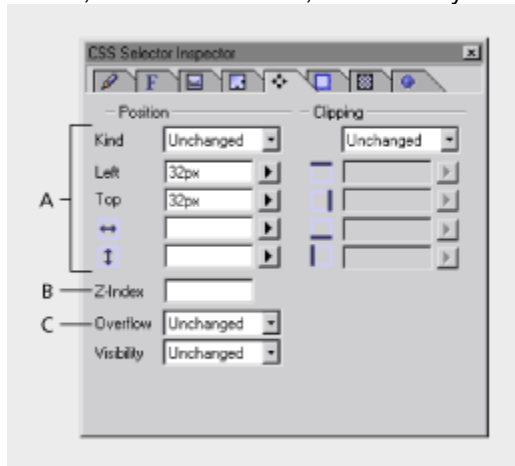 CSS Selector Inspector
F
Position
Clipping
Kind Unchanged Unchanged
Left 32px
A
Top 32px
B Z-Index
C Overflow Unchanged
Visibility Unchanged